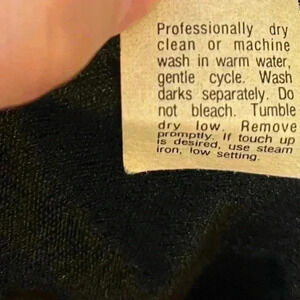 Professionally dry
clean or machine
wash in warm water,
gentle cycle. Wash
darks separately. Do
not bleach. Tumble
dry low. Remove
promptly. If touch up
is desired, use steam
iron, low setting.